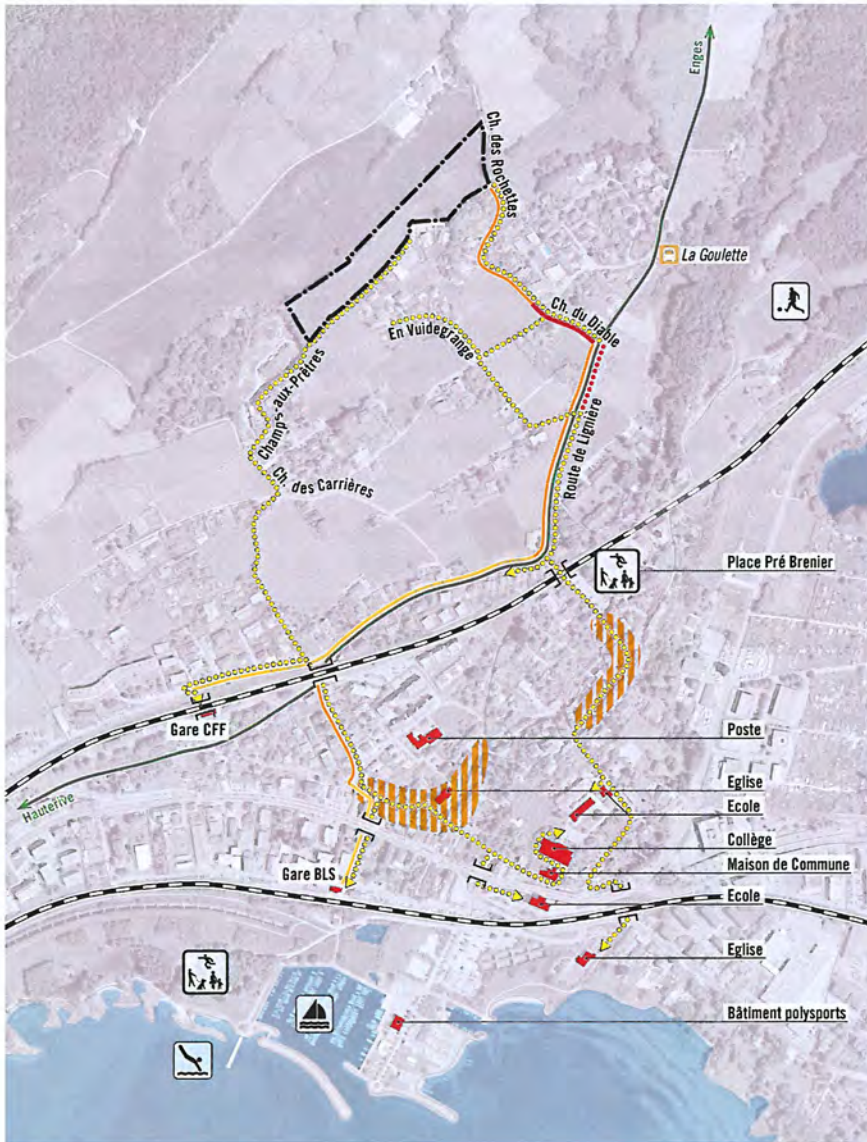 Enges
Ch. des Rochettes
La Goulette
Ch. du Diable
En Vuidegrange
Champs-aux-Prêtres
Route de Lignière
Ch. des Carrières
Place Pré Brenier
Gare CFF
Poste
Hauterive
Eglise
Ecole
Collège
Maison de Commune
Gare BLS
Ecole
Eglise
Bâtiment polysports